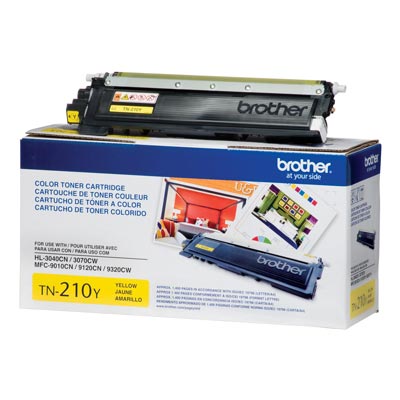 TN-210Y
brother
brother
at your side
COLOR TONER CARTRIDGE
CARTOUCHE DE TONER COULEUR
CARTUCHO DE TONER A COLOR
CARTUCHO DE TONER COLORIDO
FOR USE WITH / POUR UTILISER AVEC
PARA USAR CON / PARA USO COM
HL-3040CN / 3070CW
MFC-9010CN / 9120CN / 9320CW
TN-210Y
YELLOW
JAUNE
AMARILLO
brother